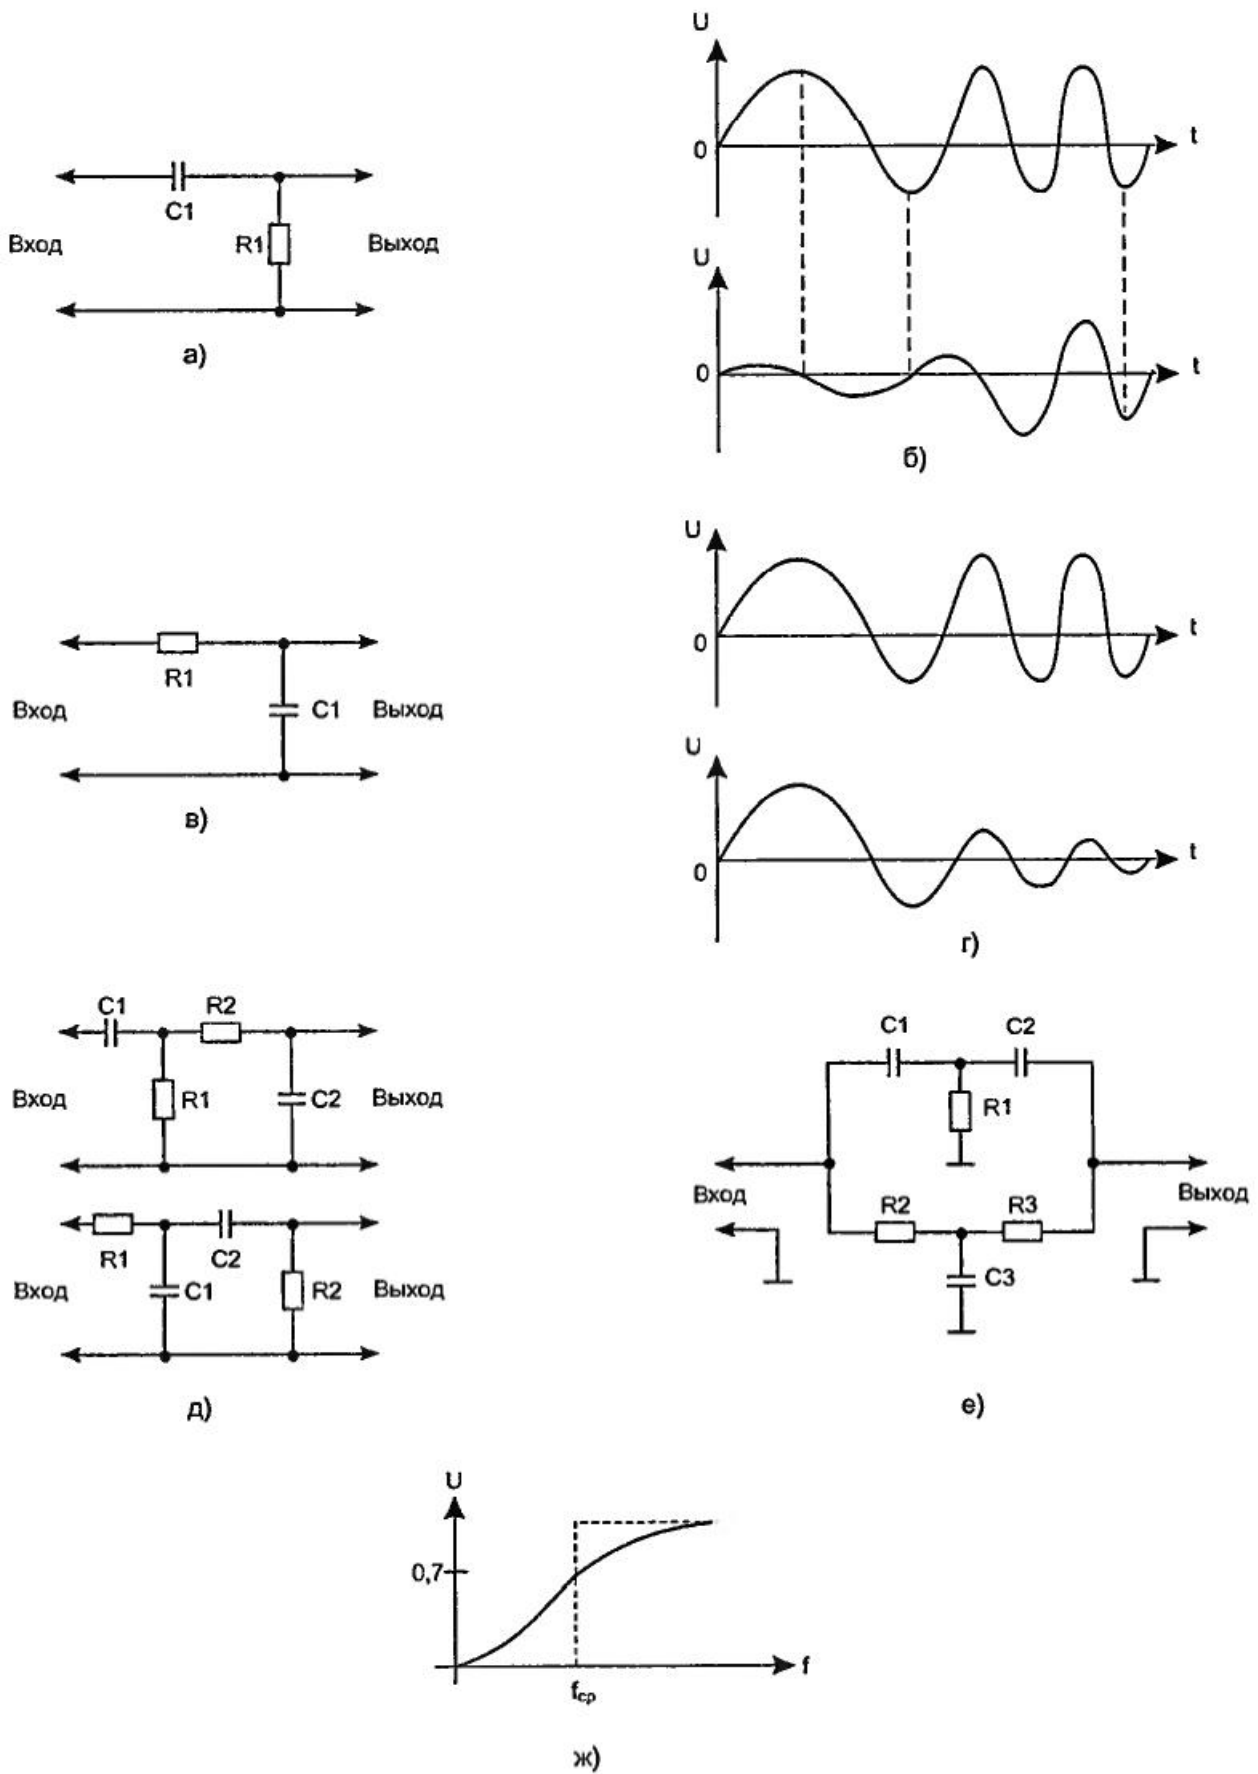 U
t
0
C1
Вход
R1
Выход
а)
U
t
0
б)
U
t
0
R1
Вход
C1
Выход
в)
U
t
0
г)
C1
R2
Вход
R1
C2
Выход
R1
C2
Вход
C1
R2
Выход
д)
C1
C2
R1
Вход
Выход
R2
R3
C3
е)
U
0,7
f
fср
ж)